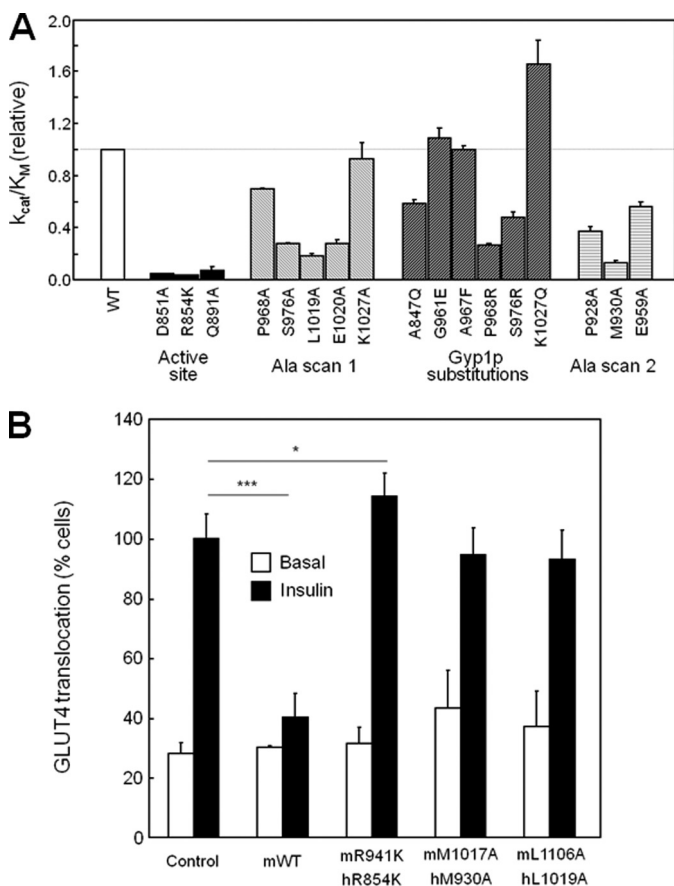 A
k_cat/K_M (relative)
2.0
1.6
1.2
0.8
0.4
0.0
WT
D851A
R854K
Q891A
P968A
S976A
L1019A
E1020A
K1027A
A847Q
G961E
A967F
P968R
S976R
K1027Q
P928A
M930A
E959A
Active
site
Ala scan 1
Gyp1p
substitutions
Ala scan 2
B
GLUT4 translocation (% cells)
140
120
100
80
60
40
20
0
*
***
Basal
Insulin
Control
mWT
mR941K
hR854K
mM1017A
hM930A
mL1106A
hL1019A